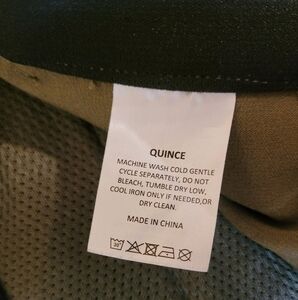 QUINCE
MACHINE WASH COLD GENTLE
CYCLE SEPARATELY, DO NOT
BLEACH, TUMBLE DRY LOW,
COOL IRON ONLY IF NEEDED,OR
DRY CLEAN.
MADE IN CHINA
30